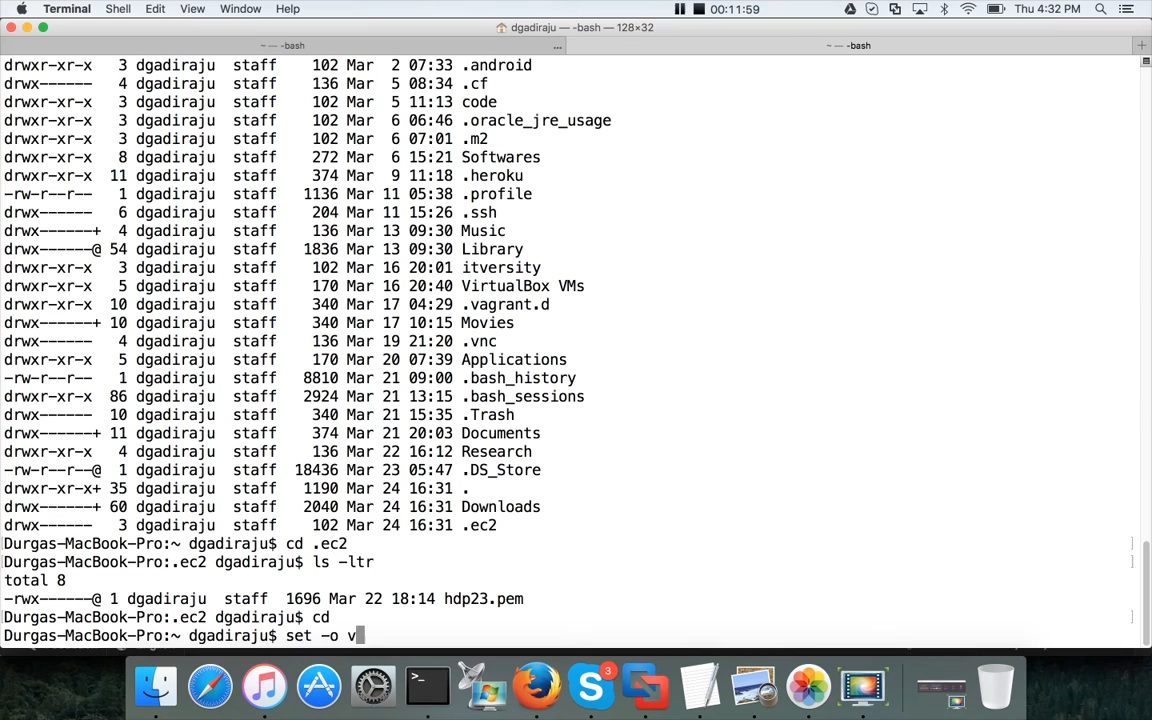 Terminal Shell Edit View Window Help 00:11:59 Thu 4:32 PM
dgadiraju — -bash — 128×32
~ — -bash ... ~ — -bash +
drwxr-xr-x 3 dgadiraju staff 102 Mar 2 07:33 .android
drwx------ 4 dgadiraju staff 136 Mar 5 08:34 .cf
drwxr-xr-x 3 dgadiraju staff 102 Mar 5 11:13 code
drwxr-xr-x 3 dgadiraju staff 102 Mar 6 06:46 .oracle_jre_usage
drwxr-xr-x 3 dgadiraju staff 102 Mar 6 07:01 .m2
drwxr-xr-x 8 dgadiraju staff 272 Mar 6 15:21 Softwares
drwxr-xr-x 11 dgadiraju staff 374 Mar 9 11:18 .heroku
-rw-r--r-- 1 dgadiraju staff 1136 Mar 11 05:38 .profile
drwx------ 6 dgadiraju staff 204 Mar 11 15:26 .ssh
drwx------+ 4 dgadiraju staff 136 Mar 13 09:30 Music
drwx------@ 54 dgadiraju staff 1836 Mar 13 09:30 Library
drwxr-xr-x 3 dgadiraju staff 102 Mar 16 20:01 itversity
drwxr-xr-x 5 dgadiraju staff 170 Mar 16 20:40 VirtualBox VMs
drwxr-xr-x 10 dgadiraju staff 340 Mar 17 04:29 .vagrant.d
drwx------+ 10 dgadiraju staff 340 Mar 17 10:15 Movies
drwx------ 4 dgadiraju staff 136 Mar 19 21:20 .vnc
drwxr-xr-x 5 dgadiraju staff 170 Mar 20 07:39 Applications
-rw------- 1 dgadiraju staff 8810 Mar 21 09:00 .bash_history
drwx------ 86 dgadiraju staff 2924 Mar 21 13:15 .bash_sessions
drwx------ 10 dgadiraju staff 340 Mar 21 15:35 .Trash
drwx------+ 11 dgadiraju staff 374 Mar 21 20:03 Documents
drwxr-xr-x 4 dgadiraju staff 136 Mar 22 16:12 Research
-rw-r--r--@ 1 dgadiraju staff 18436 Mar 23 05:47 .DS_Store
drwxr-xr-x+ 35 dgadiraju staff 1190 Mar 24 16:31 .
drwx------+ 60 dgadiraju staff 2040 Mar 24 16:31 Downloads
drwx------ 3 dgadiraju staff 102 Mar 24 16:31 .ec2
Durgas-MacBook-Pro:~ dgadiraju$ cd .ec2
Durgas-MacBook-Pro:.ec2 dgadiraju$ ls -ltr
total 8
-rwx------@ 1 dgadiraju staff 1696 Mar 22 18:14 hdp23.pem
Durgas-MacBook-Pro:.ec2 dgadiraju$ cd
Durgas-MacBook-Pro:~ dgadiraju$ set -o v
3